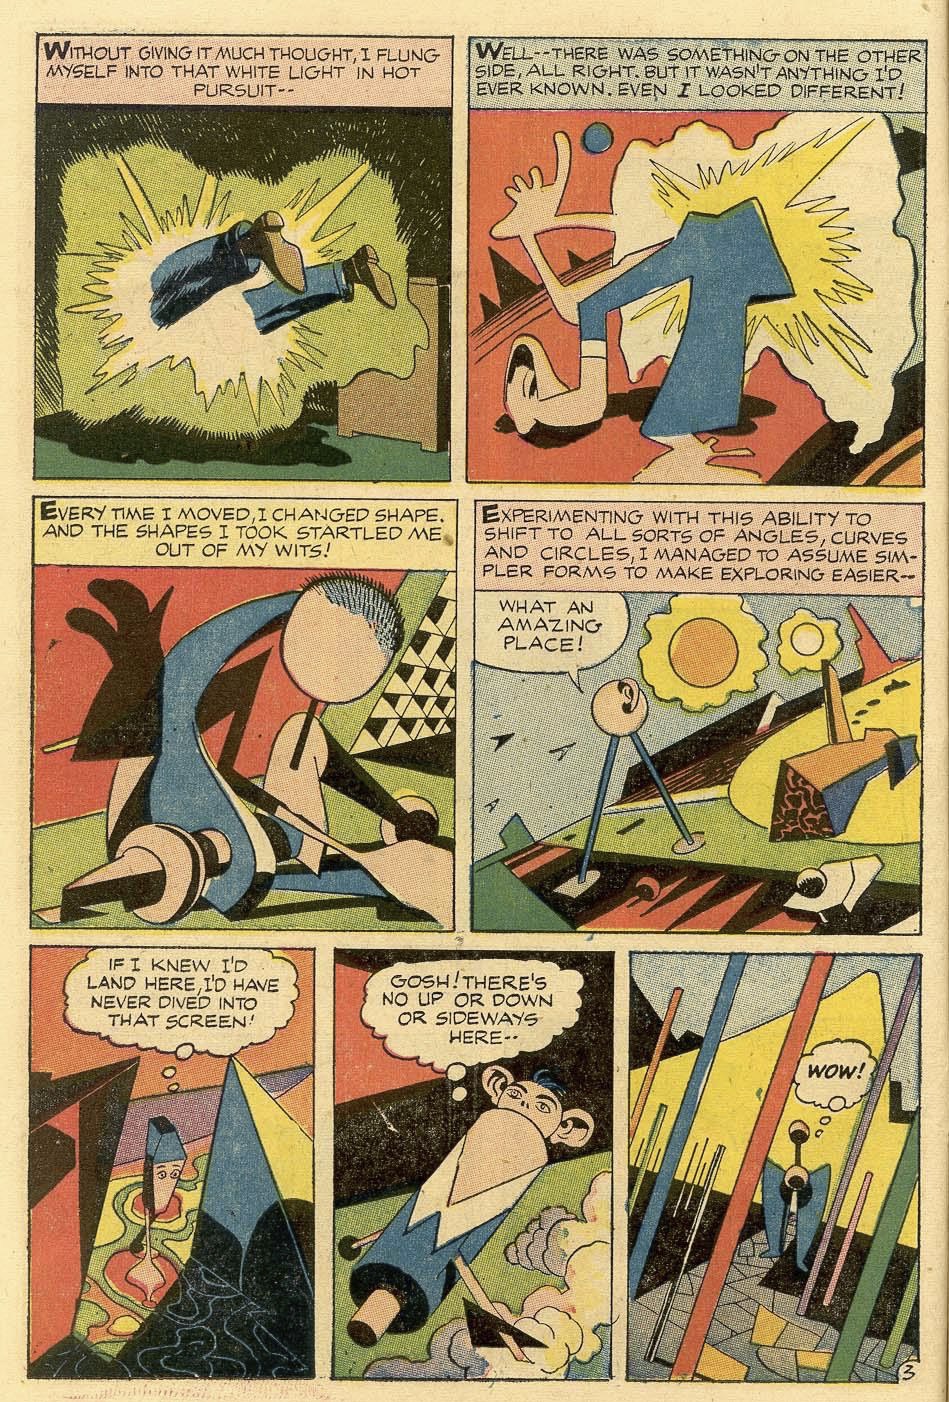 WITHOUT GIVING IT MUCH THOUGHT, I FLUNG
MYSELF INTO THAT WHITE LIGHT IN HOT
PURSUIT--
WELL--THERE WAS SOMETHING ON THE OTHER
SIDE, ALL RIGHT. BUT IT WASN'T ANYTHING I'D
EVER KNOWN. EVEN I LOOKED DIFFERENT!
EVERY TIME I MOVED, I CHANGED SHAPE.
AND THE SHAPES I TOOK STARTLED ME
OUT OF MY WITS!
EXPERIMENTING WITH THIS ABILITY TO
SHIFT TO ALL SORTS OF ANGLES, CURVES
AND CIRCLES, I MANAGED TO ASSUME SIM-
PLER FORMS TO MAKE EXPLORING EASIER--
WHAT AN
AMAZING
PLACE!
IF I KNEW I'D
LAND HERE, I'D HAVE
NEVER DIVED INTO
THAT SCREEN!
GOSH! THERE'S
NO UP OR DOWN
OR SIDEWAYS
HERE--
WOW!
3